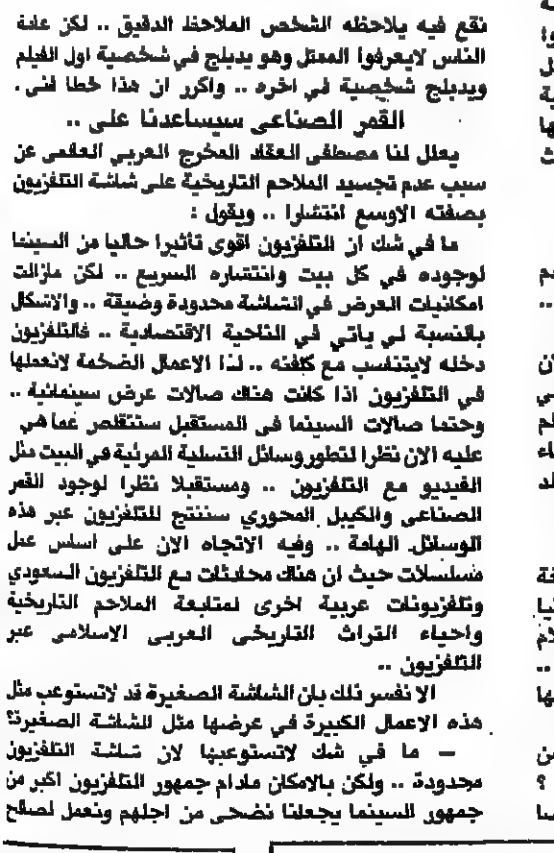 نقع فيه يلاحظه الشخص الملاحظ الدقيق .. لكن عامة
الناس لايعرفوا الممثل وهو يدبلج في شخصية اول الفيلم
ويدبلج شخصية في اخره .. واكرر ان هذا خطا فني .
القمر الصناعى سيساعدنا على ..
يعلل لنا مصطفى العقاد المخرج العربي العالمى عن
سبب عدم تجسيد الملاحم التاريخية على شاشة التلفزيون
بصفته الاوسع انتشارا .. ويقول :
ما في شك ان التلفزيون اقوى تأثيرا حاليا من السينما
لوجوده في كل بيت وانتشاره السريع .. لكن مازالت
امكانيات العرض في الشاشة محدودة وضيقة .. والاشكال
بالنسبة لي ياتي في الناحية الاقتصادية .. فالتلفزيون
دخله لايتناسب مع كلفته .. لذا الاعمال الضخمة لانعملها
في التلفزيون اذا كانت هناك صالات عرض سينمائية ..
وحتما صالات السينما في المستقبل ستتقلص عما هي
عليه الان نظرا لتطور وسائل التسلية المرئية في البيت مثل
الفيديو مع التلفزيون .. ومستقبلا نظرا لوجود القمر
الصناعى والكيبل المحوري سننتج للتلفزيون عبر هذه
الوسائل الهامة .. وفيه الاتجاه الان على اساس عمل
مسلسلات حيث ان هناك محادثات مع التلفزيون السعودي
وتلفزيونات عربية اخرى لمتابعة الملاحم التاريخية
واحياء التراث التاريخى العربى الاسلامى عبر
التلفزيون ..
الا تفسر ذلك بان الشاشة الصغيرة قد لاتستوعب مثل
هذه الاعمال الكبيرة في عرضها مثل الشاشة الصغيرة؟
— ما في شك لاتستوعبها لان شاشة التلفزيون
محدودة .. ولكن بالامكان مادام جمهور التلفزيون اكبر من
جمهور السينما يجعلنا نضحى من اجلهم ونعمل لصالح